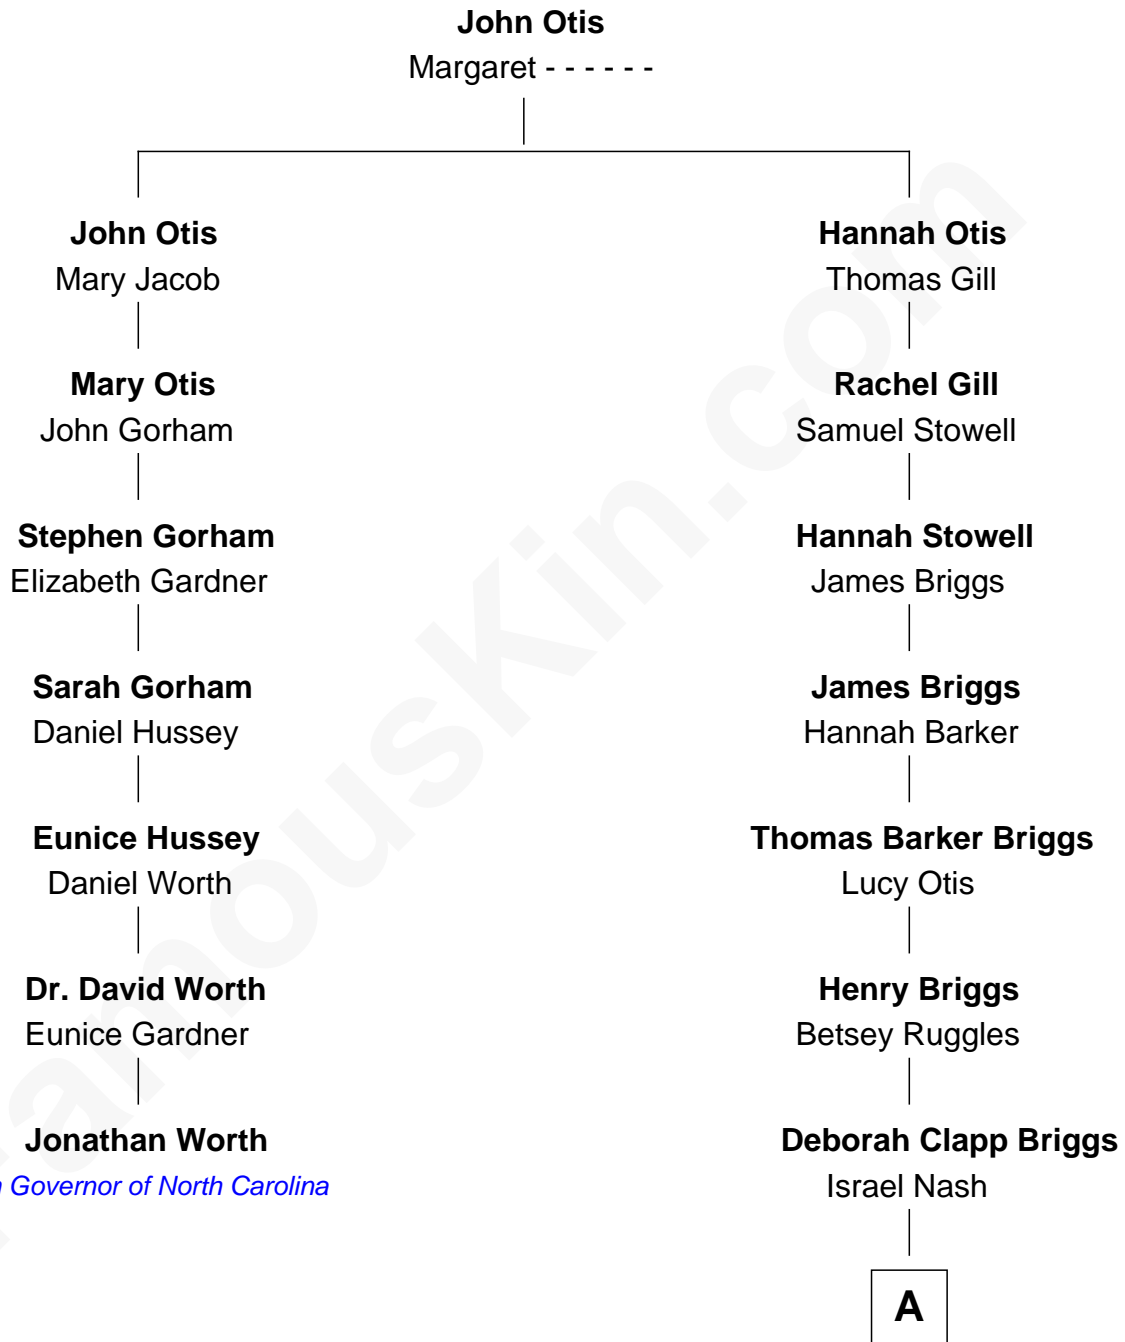 John Otis
Margaret - - - - - -
John Otis
Mary Jacob
Hannah Otis
Thomas Gill
Mary Otis
John Gorham
Rachel Gill
Samuel Stowell
Stephen Gorham
Elizabeth Gardner
Hannah Stowell
James Briggs
Sarah Gorham
Daniel Hussey
James Briggs
Hannah Barker
Eunice Hussey
Daniel Worth
Thomas Barker Briggs
Lucy Otis
Dr. David Worth
Eunice Gardner
Henry Briggs
Betsey Ruggles
Jonathan Worth
Governor of North Carolina
Deborah Clapp Briggs
Israel Nash
A
FamousKin.com